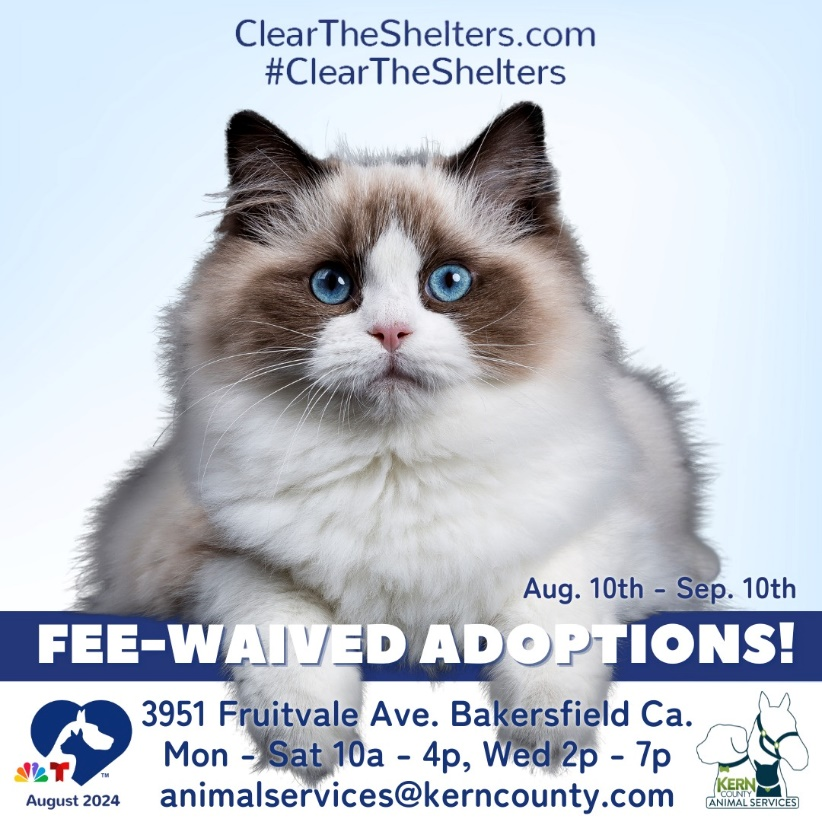 ClearTheShelters.com
#ClearTheShelters
Aug. 10th - Sep. 10th
FEE-WAIVED ADOPTIONS!
3951 Fruitvale Ave. Bakersfield Ca.
Mon - Sat 10a - 4p, Wed 2p - 7p
animalservices@kerncounty.com
TM
August 2024
KERN
COUNTY
ANIMAL SERVICES